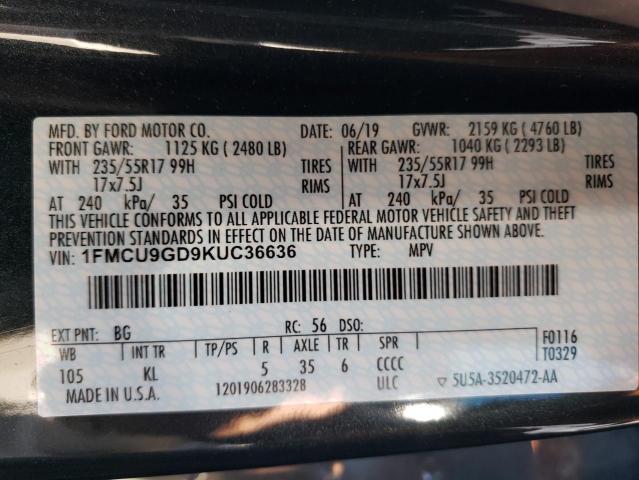 MFD. BY FORD MOTOR CO. DATE: 06/19 GVWR: 2159 KG ( 4760 LB)
FRONT GAWR: 1125 KG ( 2480 LB) REAR GAWR: 1040 KG ( 2293 LB)
WITH 235/55R17 99H TIRES WITH 235/55R17 99H TIRES
17x7.5J RIMS 17x7.5J RIMS
AT 240 kPa/ 35 PSI COLD AT 240 kPa/ 35 PSI COLD
THIS VEHICLE CONFORMS TO ALL APPLICABLE FEDERAL MOTOR VEHICLE SAFETY AND THEFT
PREVENTION STANDARDS IN EFFECT ON THE DATE OF MANUFACTURE SHOWN ABOVE.
VIN: 1FMCU9GD9KUC36636 TYPE: MPV
EXT PNT: BG RC: 56 DSO: F0116
WB INT TR TP/PS R AXLE TR SPR T0329
105 KL 5 35 6 CCCC
MADE IN U.S.A. 1201906283328 ULC ▽ 5U5A-3520472-AA